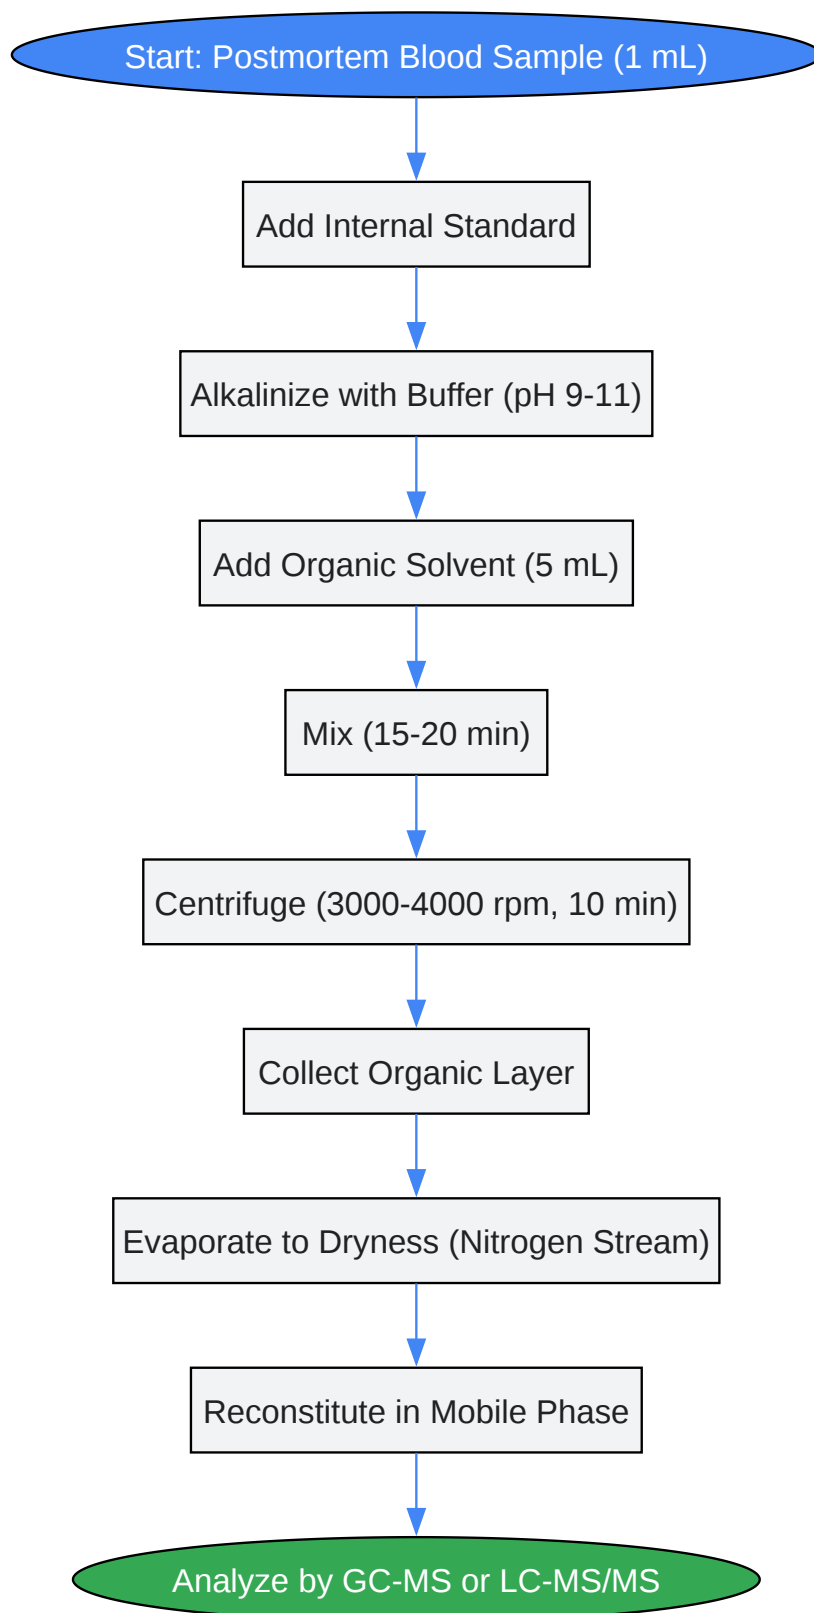 Start: Postmortem Blood Sample (1 mL)
Add Internal Standard
Alkalinize with Buffer (pH 9-11)
Add Organic Solvent (5 mL)
Mix (15-20 min)
Centrifuge (3000-4000 rpm, 10 min)
Collect Organic Layer
Evaporate to Dryness (Nitrogen Stream)
Reconstitute in Mobile Phase
Analyze by GC-MS or LC-MS/MS